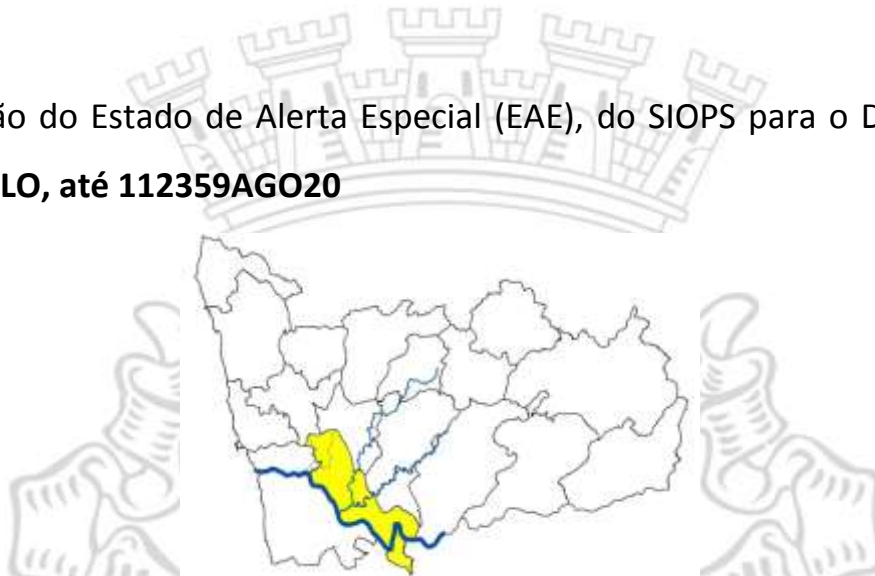 ão do Estado de Alerta Especial (EAE), do SIOPS para o D
LO, até 112359AGO20